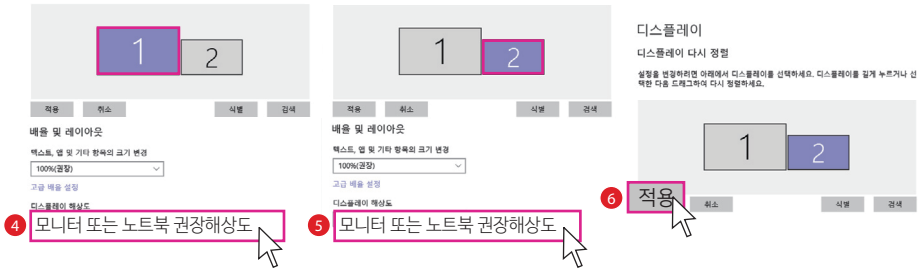 1
2
적용
취소
식별
검색
배율 및 레이아웃
텍스트, 앱 및 기타 항목의 크기 변경
100%(권장)
고급 배율 설정
디스플레이 해상도
4
모니터 또는 노트북 권장해상도
1
2
적용
취소
식별
검색
배율 및 레이아웃
텍스트, 앱 및 기타 항목의 크기 변경
100%(권장)
고급 배율 설정
디스플레이 해상도
5
모니터 또는 노트북 권장해상도
디스플레이
디스플레이 다시 정렬
설정을 변경하려면 아래에서 디스플레이를 선택하세요. 디스플레이를 길게 누르거나 선
택한 다음 드래그하여 다시 정렬하세요.
1
2
6
적용
취소
식별
검색